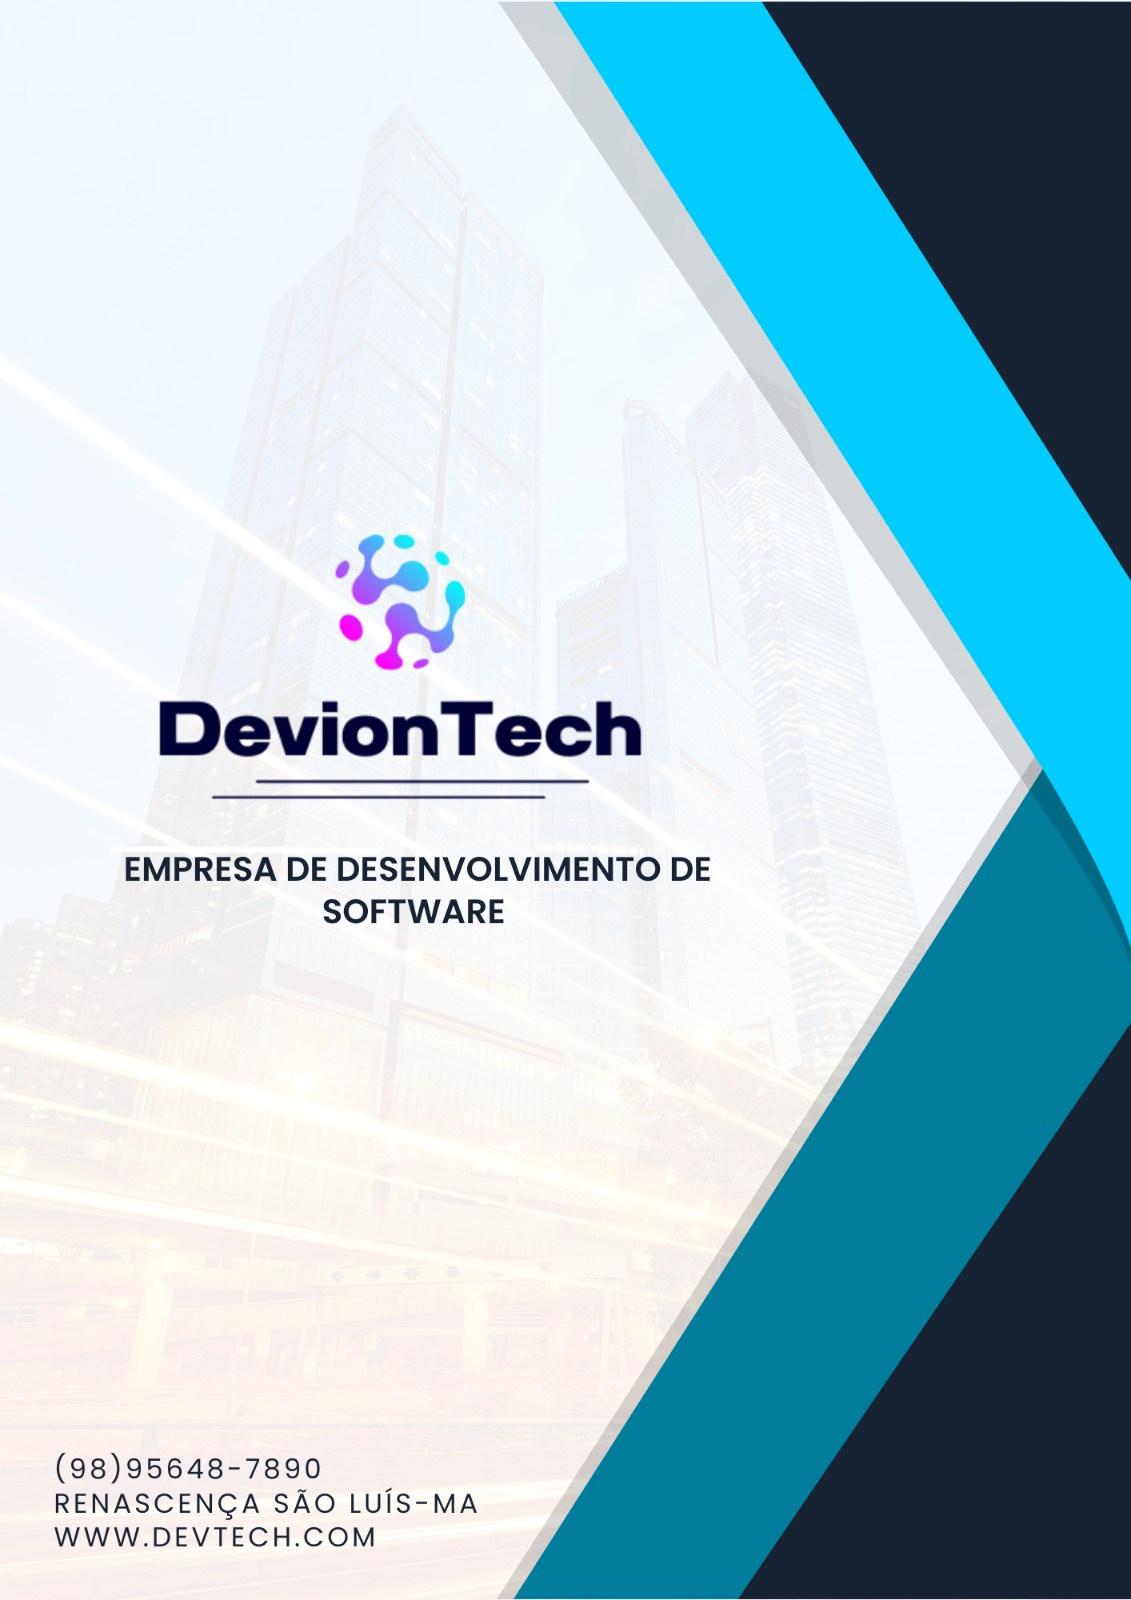 DevionTech
EMPRESA DE DESENVOLVIMENTO DE
SOFTWARE
(98)95648-7890
RENASCENÇA SÃO LUÍS-MA
WWW.DEVTECH.COM